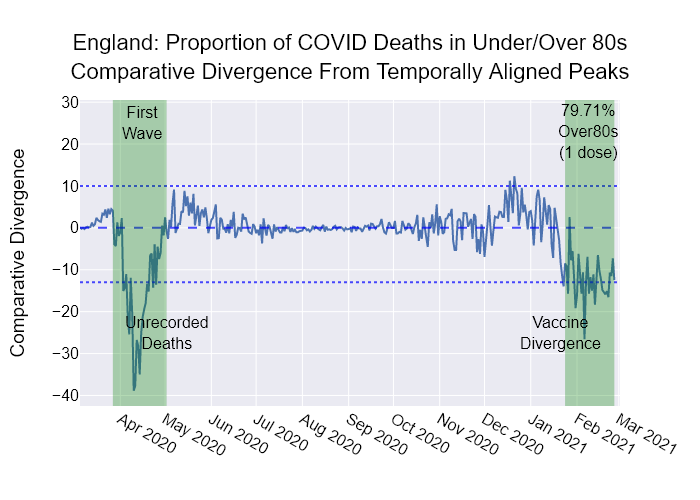 England: Proportion of COVID Deaths in Under/Over 80s
Comparative Divergence From Temporally Aligned Peaks
Comparative Divergence
30
20
10
0
−10
−20
−30
−40
First
Wave
79.71%
Over80s
(1 dose)
Unrecorded
Deaths
Vaccine
Divergence
Apr 2020
May 2020
Jun 2020
Jul 2020
Aug 2020
Sep 2020
Oct 2020
Nov 2020
Dec 2020
Jan 2021
Feb 2021
Mar 2021